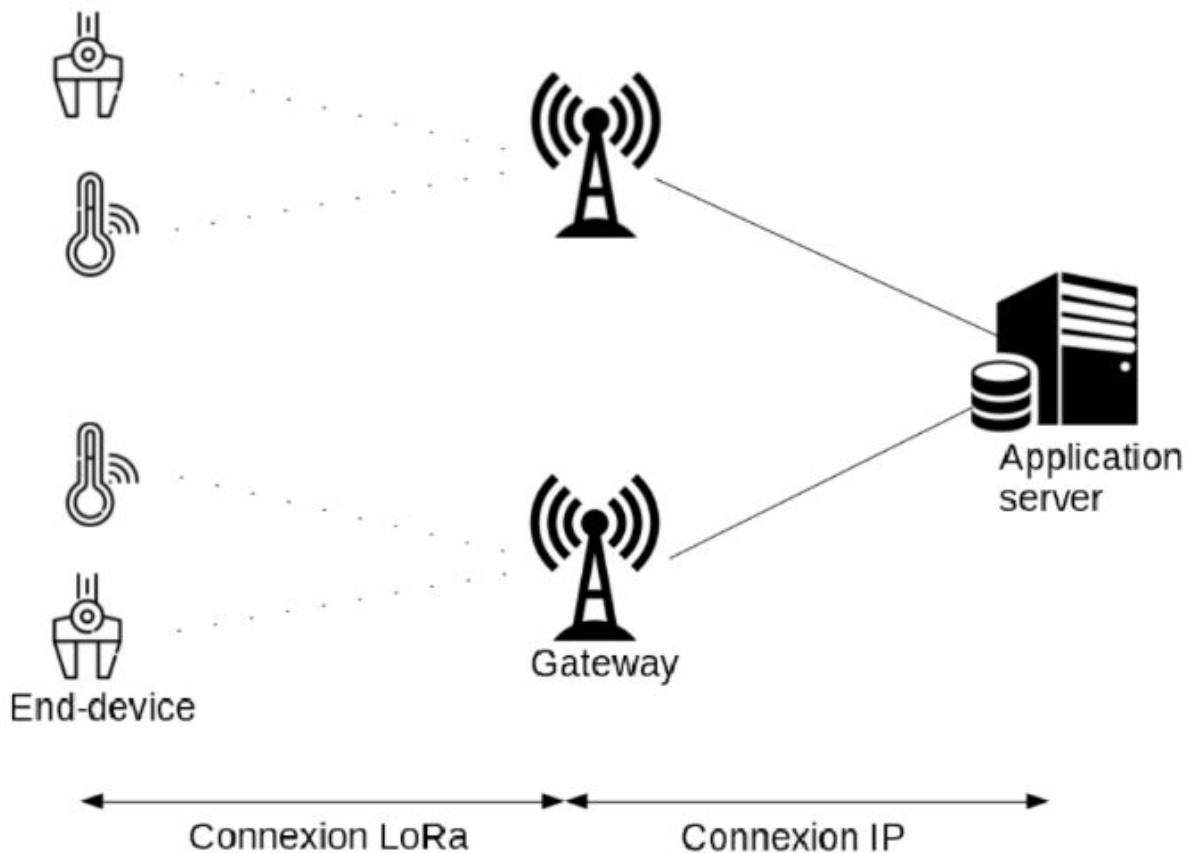 Application
server
Gateway
End-device
Connexion LoRa
Connexion IP